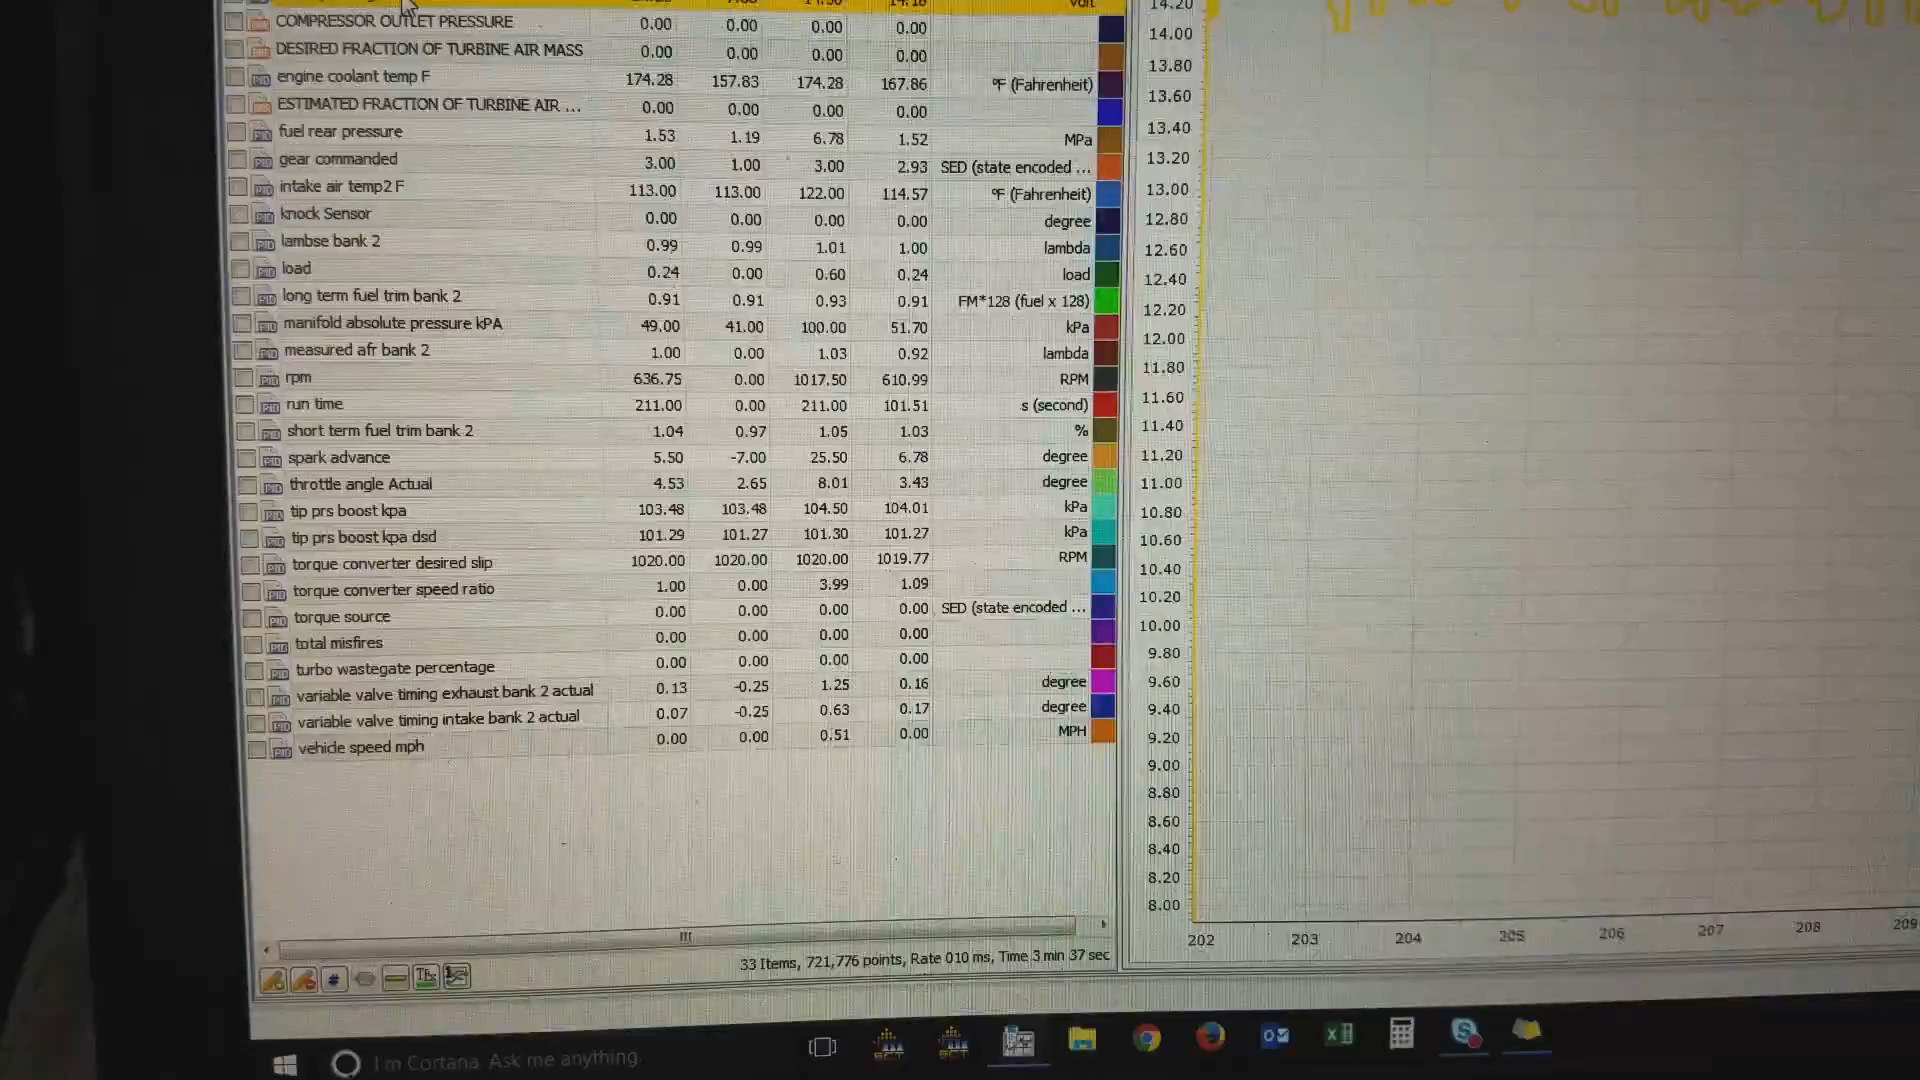 volt
COMPRESSOR OUTLET PRESSURE 0.00 0.00 0.00 0.00
DESIRED FRACTION OF TURBINE AIR MASS 0.00 0.00 0.00 0.00
engine coolant temp F 174.28 157.83 174.28 167.86 °F (Fahrenheit)
ESTIMATED FRACTION OF TURBINE AIR ... 0.00 0.00 0.00 0.00
fuel rear pressure 1.53 1.19 6.78 1.52 MPa
gear commanded 3.00 1.00 3.00 2.93 SED (state encoded ...
intake air temp2 F 113.00 113.00 122.00 114.57 °F (Fahrenheit)
knock Sensor 0.00 0.00 0.00 0.00 degree
lambse bank 2 0.99 0.99 1.01 1.00 lambda
load 0.24 0.00 0.60 0.24 load
long term fuel trim bank 2 0.91 0.91 0.93 0.91 FM*128 (fuel x 128)
manifold absolute pressure kPA 49.00 41.00 100.00 51.70 kPa
measured afr bank 2 1.00 0.00 1.03 0.92 lambda
rpm 636.75 0.00 1017.50 610.99 RPM
run time 211.00 0.00 211.00 101.51 s (second)
short term fuel trim bank 2 1.04 0.97 1.05 1.03 %
spark advance 5.50 -7.00 25.50 6.78 degree
throttle angle Actual 4.53 2.65 8.01 3.43 degree
tip prs boost kpa 103.48 103.48 104.50 104.01 kPa
tip prs boost kpa dsd 101.29 101.27 101.30 101.27 kPa
torque converter desired slip 1020.00 1020.00 1020.00 1019.77 RPM
torque converter speed ratio 1.00 0.00 3.99 1.09
torque source 0.00 0.00 0.00 0.00 SED (state encoded ...
total misfires 0.00 0.00 0.00 0.00
turbo wastegate percentage 0.00 0.00 0.00 0.00
variable valve timing exhaust bank 2 actual 0.13 -0.25 1.25 0.16 degree
variable valve timing intake bank 2 actual 0.07 -0.25 0.63 0.17 degree
vehicle speed mph 0.00 0.00 0.51 0.00 MPH
33 Items, 721,776 points, Rate 010 ms, Time 3 min 37 sec
14.20
14.00
13.80
13.60
13.40
13.20
13.00
12.80
12.60
12.40
12.20
12.00
11.80
11.60
11.40
11.20
11.00
10.80
10.60
10.40
10.20
10.00
9.80
9.60
9.40
9.20
9.00
8.80
8.60
8.40
8.20
8.00
202 203 204 205 206 207 208 209
I'm Cortana. Ask me anything.
SCT SCT